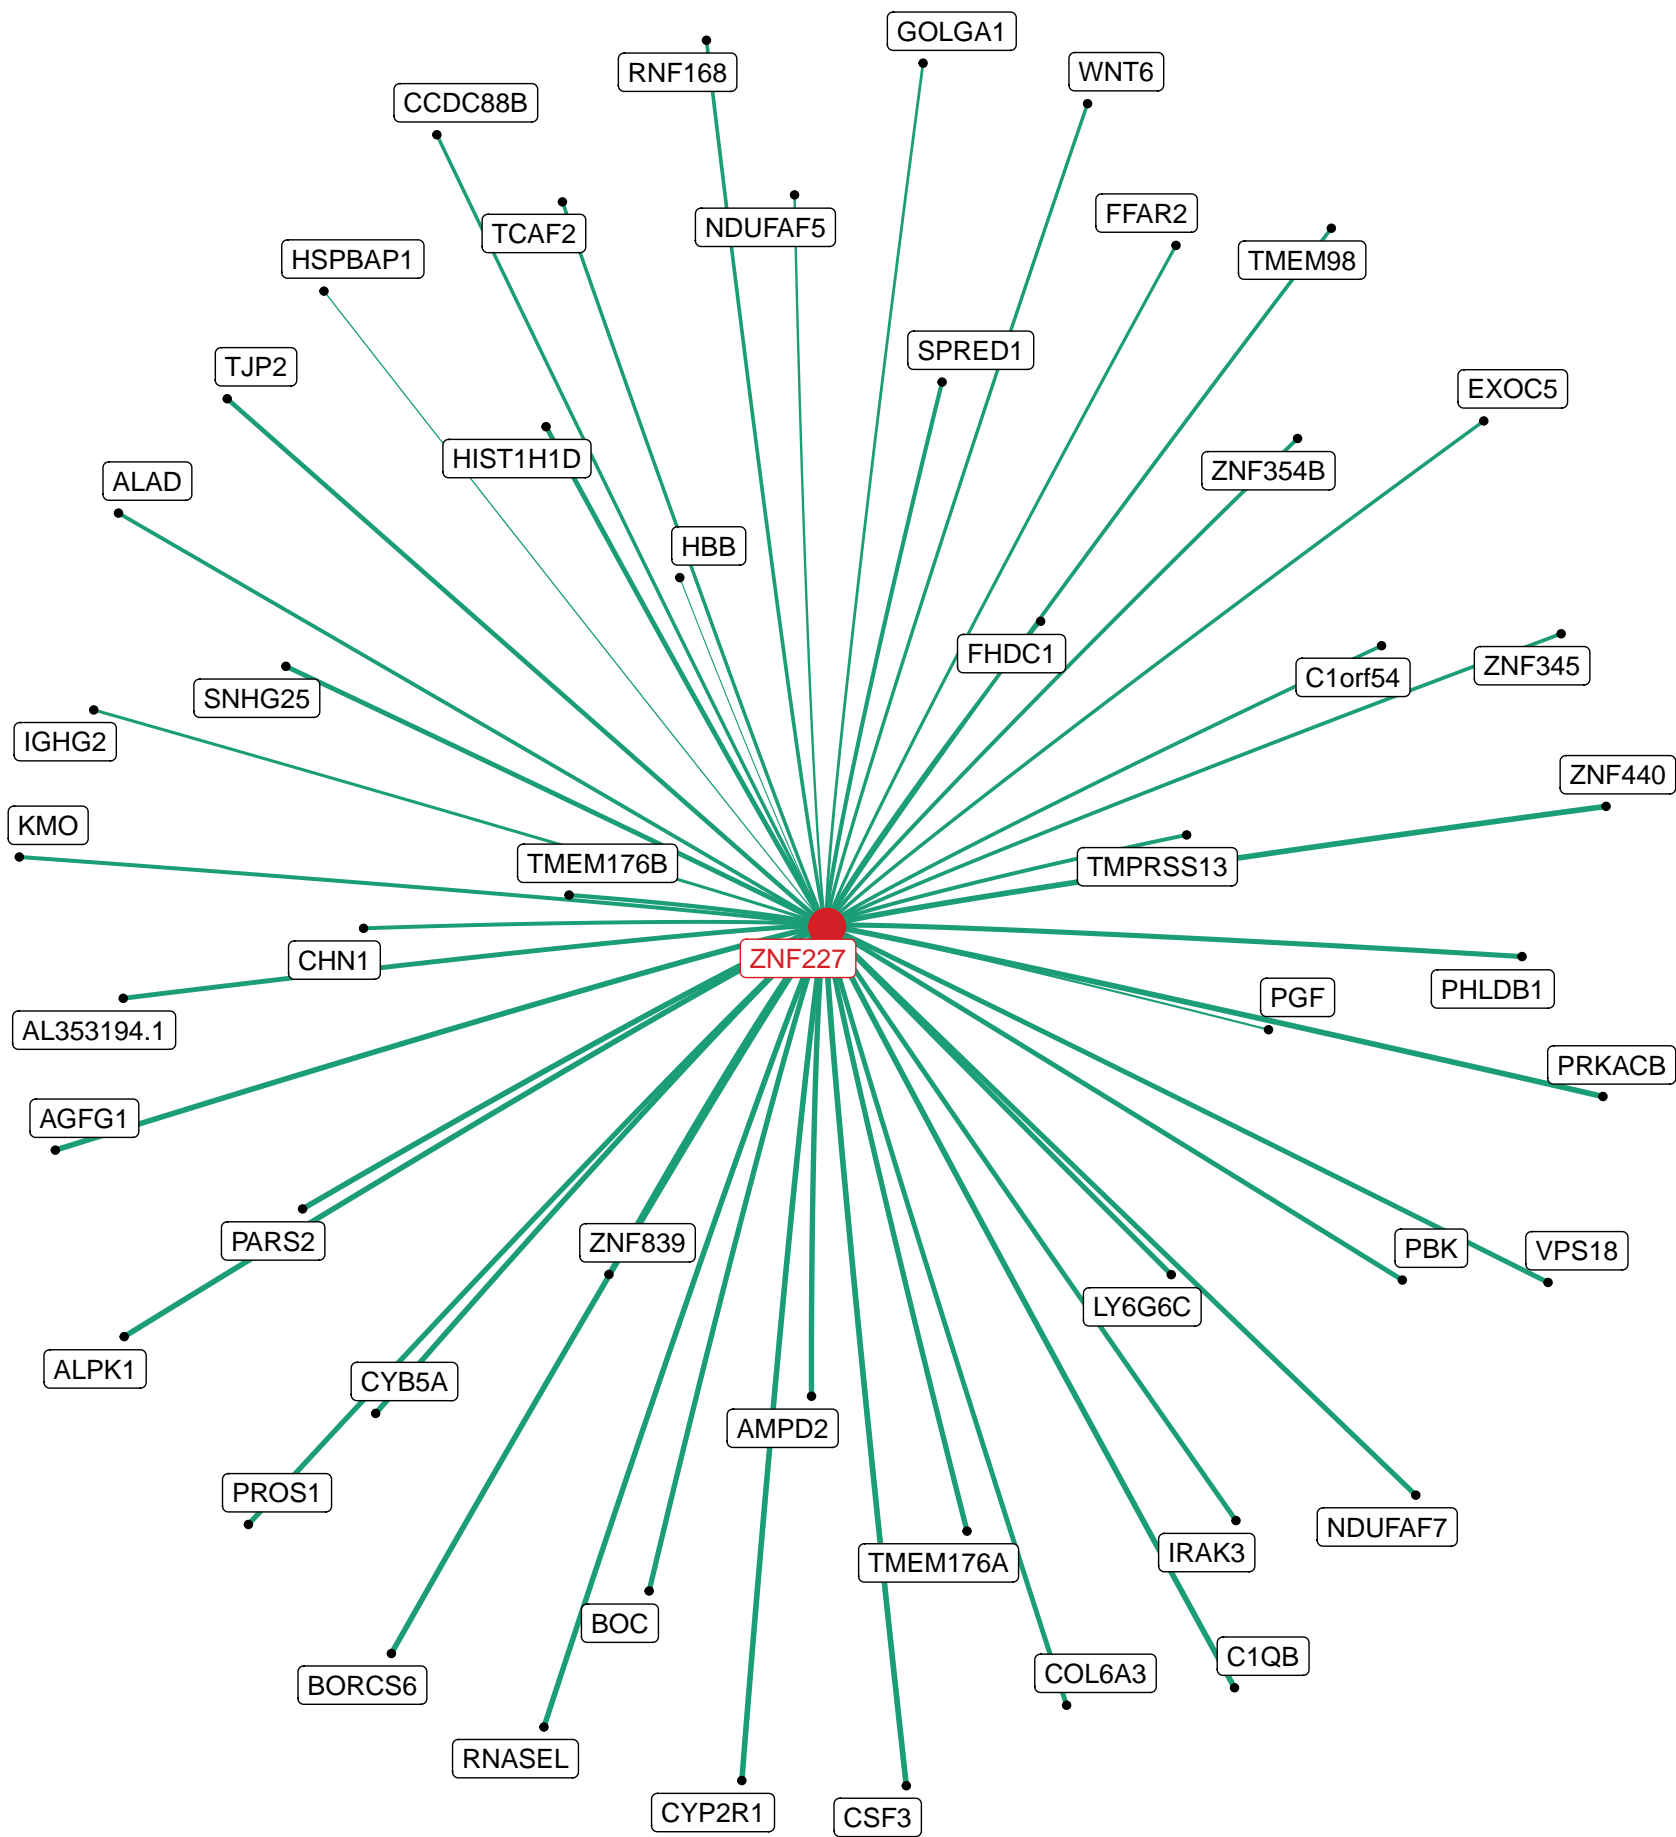 GOLGA1
RNF168
WNT6
CCDC88B
FFAR2
NDUFAF5
TCAF2
HSPBAP1
TMEM98
SPRED1
TJP2
EXOC5
HIST1H1D
ZNF354B
ALAD
HBB
FHDC1
ZNF345
C1orf54
SNHG25
IGHG2
ZNF440
KMO
TMEM176B
TMPRSS13
ZNF227
CHN1
PHLDB1
PGF
AL353194.1
PRKACB
AGFG1
PARS2
ZNF839
PBK
VPS18
LY6G6C
ALPK1
CYB5A
AMPD2
PROS1
NDUFAF7
IRAK3
TMEM176A
BOC
C1QB
COL6A3
BORCS6
RNASEL
CYP2R1
CSF3